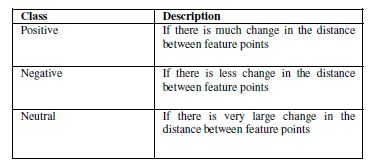 Class Description
Positive If there is much change in the distance
between feature points
Negative If there is less change in the distance
between feature points
Neutral If there is very large change in the
distance between feature points